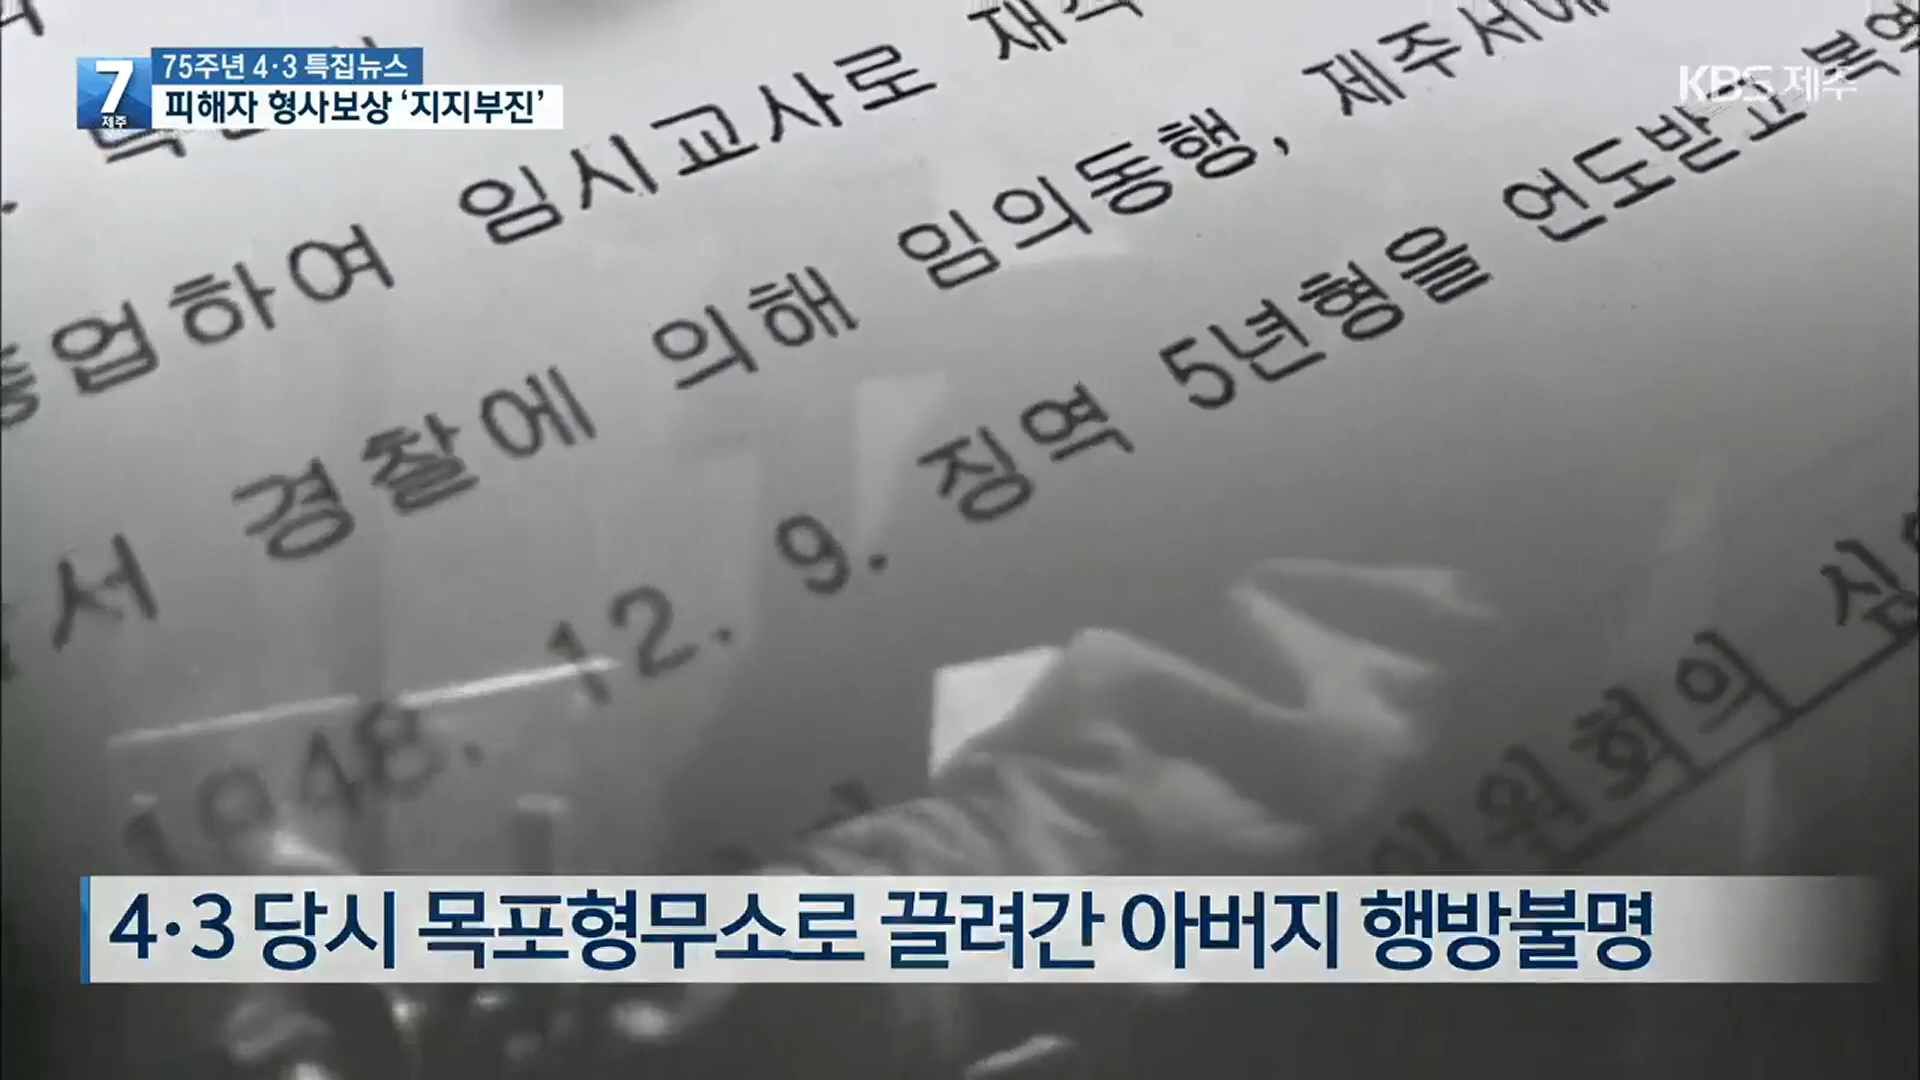 7
제주
75주년 4·3 특집뉴스
피해자 형사보상 ‘지지부진’
KBS 제주
업하여 임시교사로
서 경찰에 의해 임의동행, 제주서에
1948. 12. 9. 징역 5년형을 언도받고
위원회의
4·3 당시 목포형무소로 끌려간 아버지 행방불명